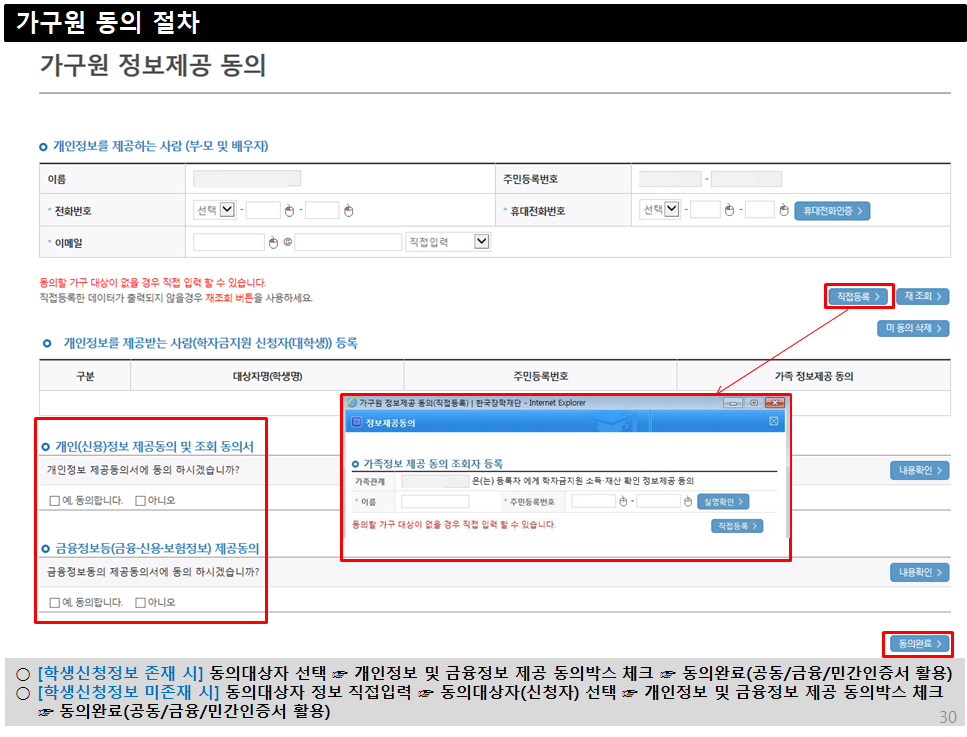 가구원 동의 절차
가구원 정보제공 동의
개인정보를 제공하는 사람 (부·모 및 배우자)
이름 주민등록번호 -
* 전화번호 선택 - - * 휴대전화번호 선택 - - 휴대전화인증 >
* 이메일 @ 직접입력
동의할 가구 대상이 없을 경우 직접 입력 할 수 있습니다.
직접등록한 데이터가 출력되지 않을경우 재조회 버튼을 사용하세요.
직접등록 > 재 조회 >
미 동의 삭제 >
개인정보를 제공받는 사람(학자금지원 신청자(대학생)) 등록
구분 대상자명(학생명) 주민등록번호 가족 정보제공 동의
가구원 정보제공 동의(직접등록) | 한국장학재단 - Internet Explorer
정보제공동의
가족정보 제공 동의 조회자 등록
가족관계 은(는) 등록자 에게 학자금지원 소득·재산 확인 정보제공 동의
* 이름 * 주민등록번호 - 실명확인 >
동의할 가구 대상이 없을 경우 직접 입력 할 수 있습니다.
직접등록 >
개인(신용)정보 제공동의 및 조회 동의서
개인정보 제공동의서에 동의 하시겠습니까? 내용확인 >
예, 동의합니다. 아니오
금융정보등(금융·신용·보험정보) 제공동의
금융정보동의 제공동의서에 동의 하시겠습니까? 내용확인 >
예, 동의합니다. 아니오
동의완료 >
○ [학생신청정보 존재 시] 동의대상자 선택 ☞ 개인정보 및 금융정보 제공 동의박스 체크 ☞ 동의완료(공동/금융/민간인증서 활용)
○ [학생신청정보 미존재 시] 동의대상자 정보 직접입력 ☞ 동의대상자(신청자) 선택 ☞ 개인정보 및 금융정보 제공 동의박스 체크
☞ 동의완료(공동/금융/민간인증서 활용)
30